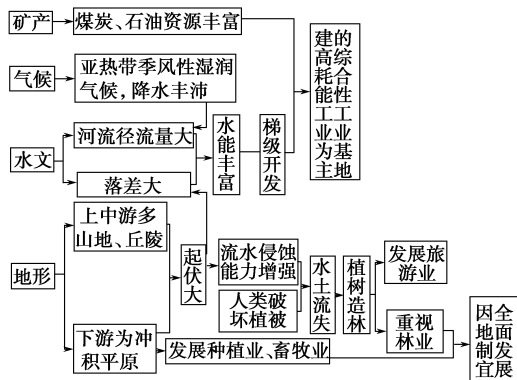 矿产
煤炭、石油资源丰富
气候
亚热带季风性湿润
气候,降水丰沛
水文
河流径流量大
落差大
水能丰富
梯级开发
建的
高综
耗合
能性
工工
业业
为基
主地
地形
上中游多
山地、丘陵
下游为冲
积平原
起伏大
流水侵蚀
能力增强
人类破
坏植被
水土流失
植树造林
发展旅
游业
重视
林业
发展种植业、畜牧业
因全
地面
制发
宜展